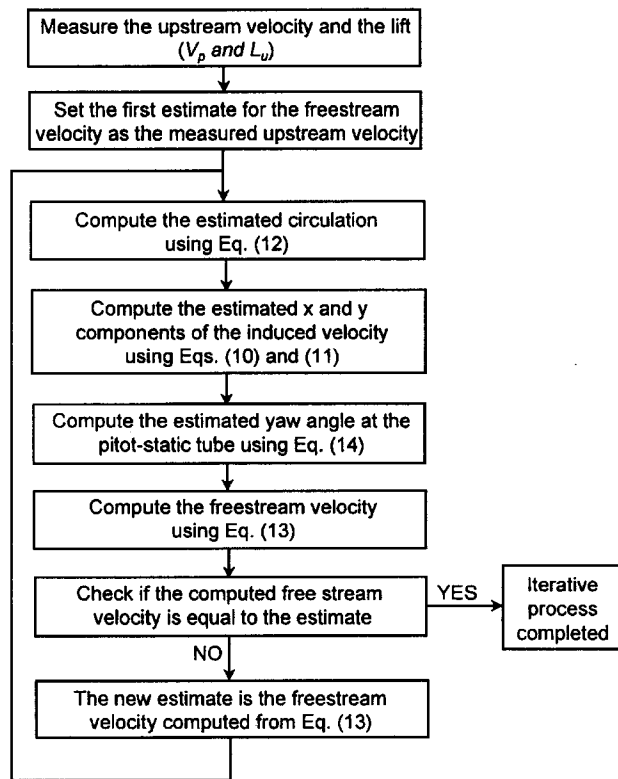 Measure the upstream velocity and the lift
(Vp and Lu)
Set the first estimate for the freestream
velocity as the measured upstream velocity
Compute the estimated circulation
using Eq. (12)
Compute the estimated x and y
components of the induced velocity
using Eqs. (10) and (11)
Compute the estimated yaw angle at the
pitot-static tube using Eq. (14)
Compute the freestream velocity
using Eq. (13)
Check if the computed free stream
velocity is equal to the estimate
YES
Iterative
process
completed
NO
The new estimate is the freestream
velocity computed from Eq. (13)